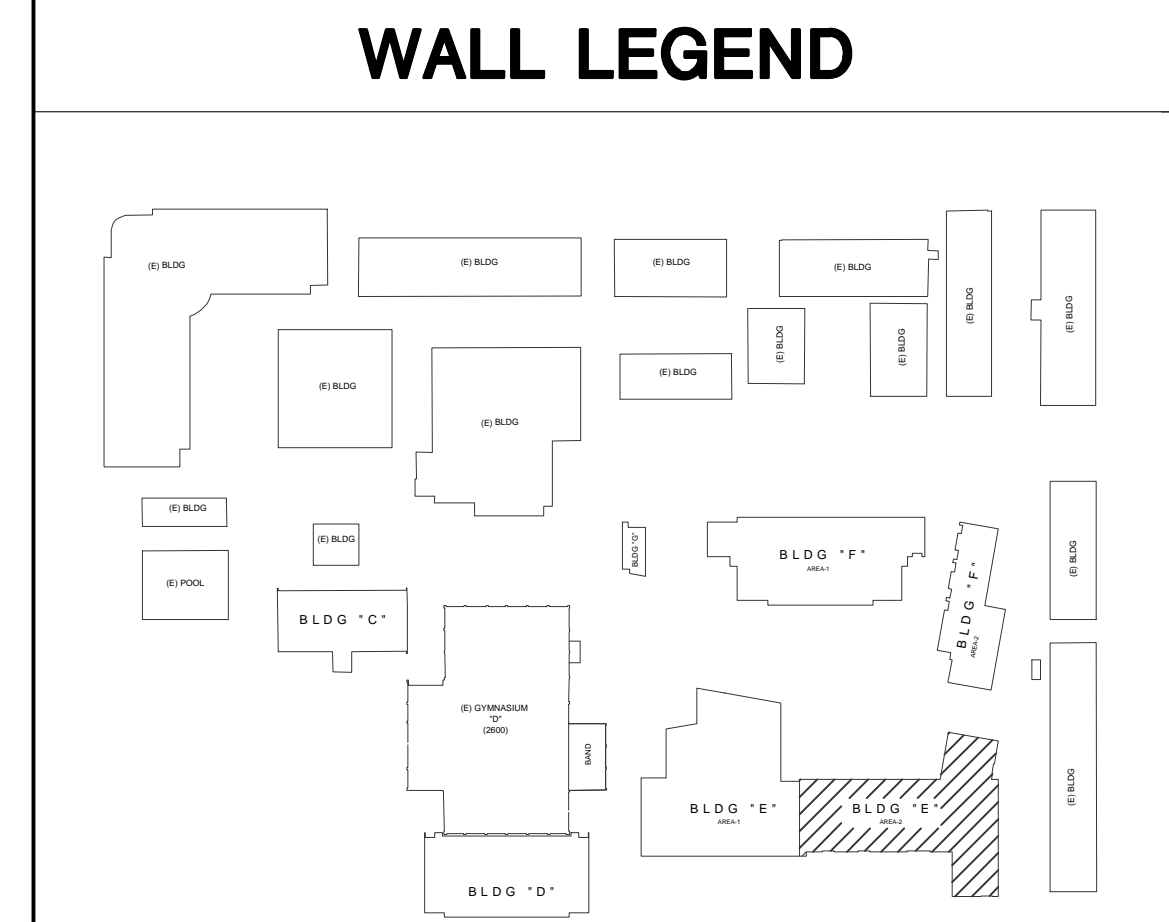 WALL LEGEND
(E) BLDG
(E) BLDG
(E) BLDG
(E) BLDG
(E) BLDG
(E) BLDG
(E) BLDG
(E) BLDG
(E) BLDG
(E) BLDG
(E) BLDG
(E) BLDG
(E) BLDG
(E) BLDG
BLDG "G"
BLDG "F"
AREA-1
BLDG "F"
AREA-2
(E) BLDG
(E) POOL
BLDG "C"
(E) GYMNASIUM
"D"
(2600)
BAND
BLDG "E"
AREA-1
BLDG "E"
AREA-2
(E) BLDG
BLDG "D"